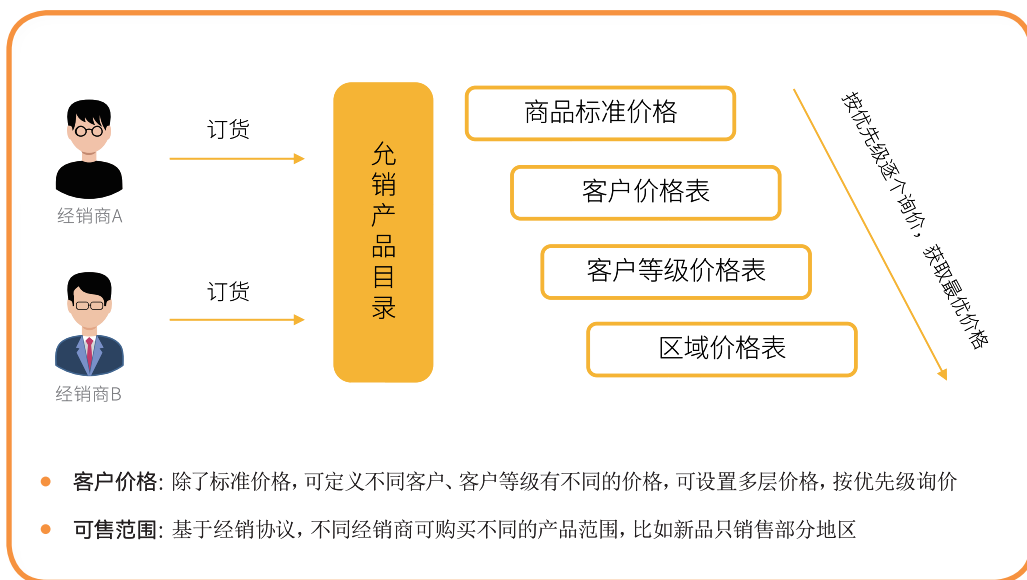 订货
经销商A
订货
经销商B
允销产品目录
商品标准价格
客户价格表
客户等级价格表
区域价格表
按优先级逐个询价，获取最优价格
客户价格：除了标准价格，可定义不同客户、客户等级有不同的价格，可设置多层价格，按优先级询价
可售范围：基于经销协议，不同经销商可购买不同的产品范围，比如新品只销售部分地区